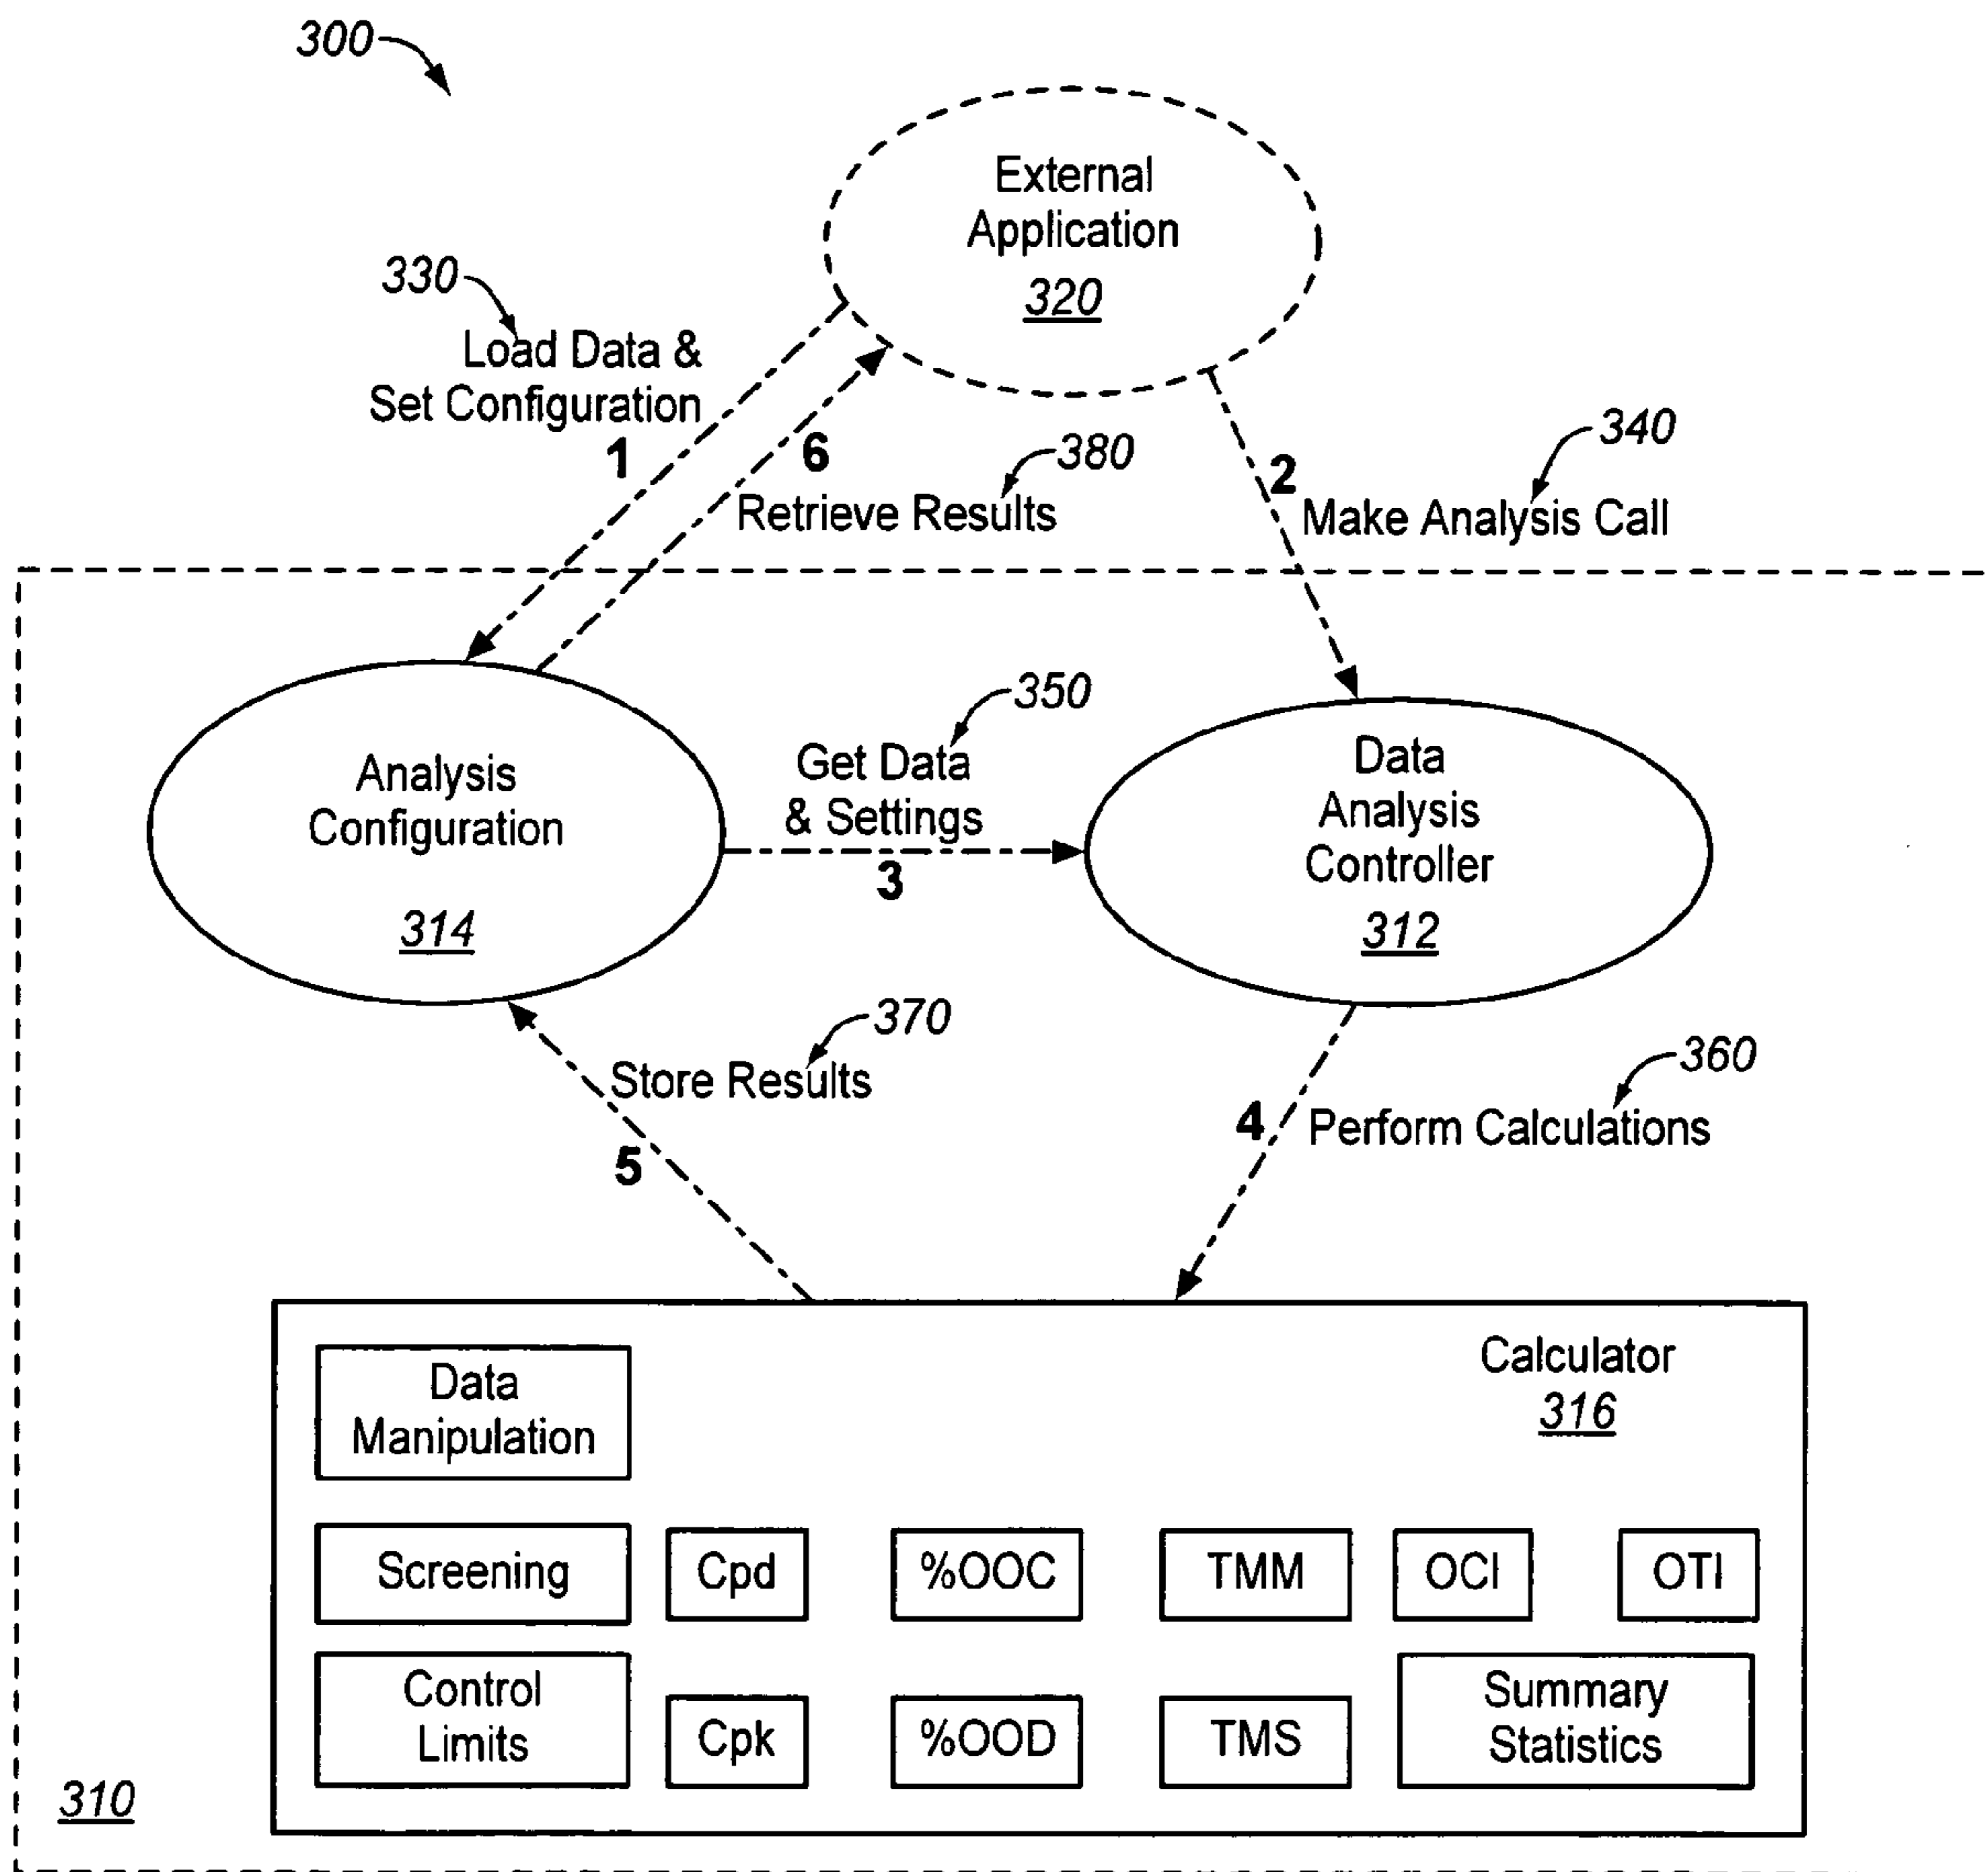 300
External
Application
320
330
Load Data &
Set Configuration
1
6
380
Retrieve Results
340
2
Make Analysis Call
350
Get Data
& Settings
3
Analysis
Configuration
314
Data
Analysis
Controller
312
370
Store Results
5
360
4
Perform Calculations
Calculator
316
Data
Manipulation
Screening
Cpd
%OOC
TMM
OCI
OTI
Control
Limits
Cpk
%OOD
TMS
Summary
Statistics
310